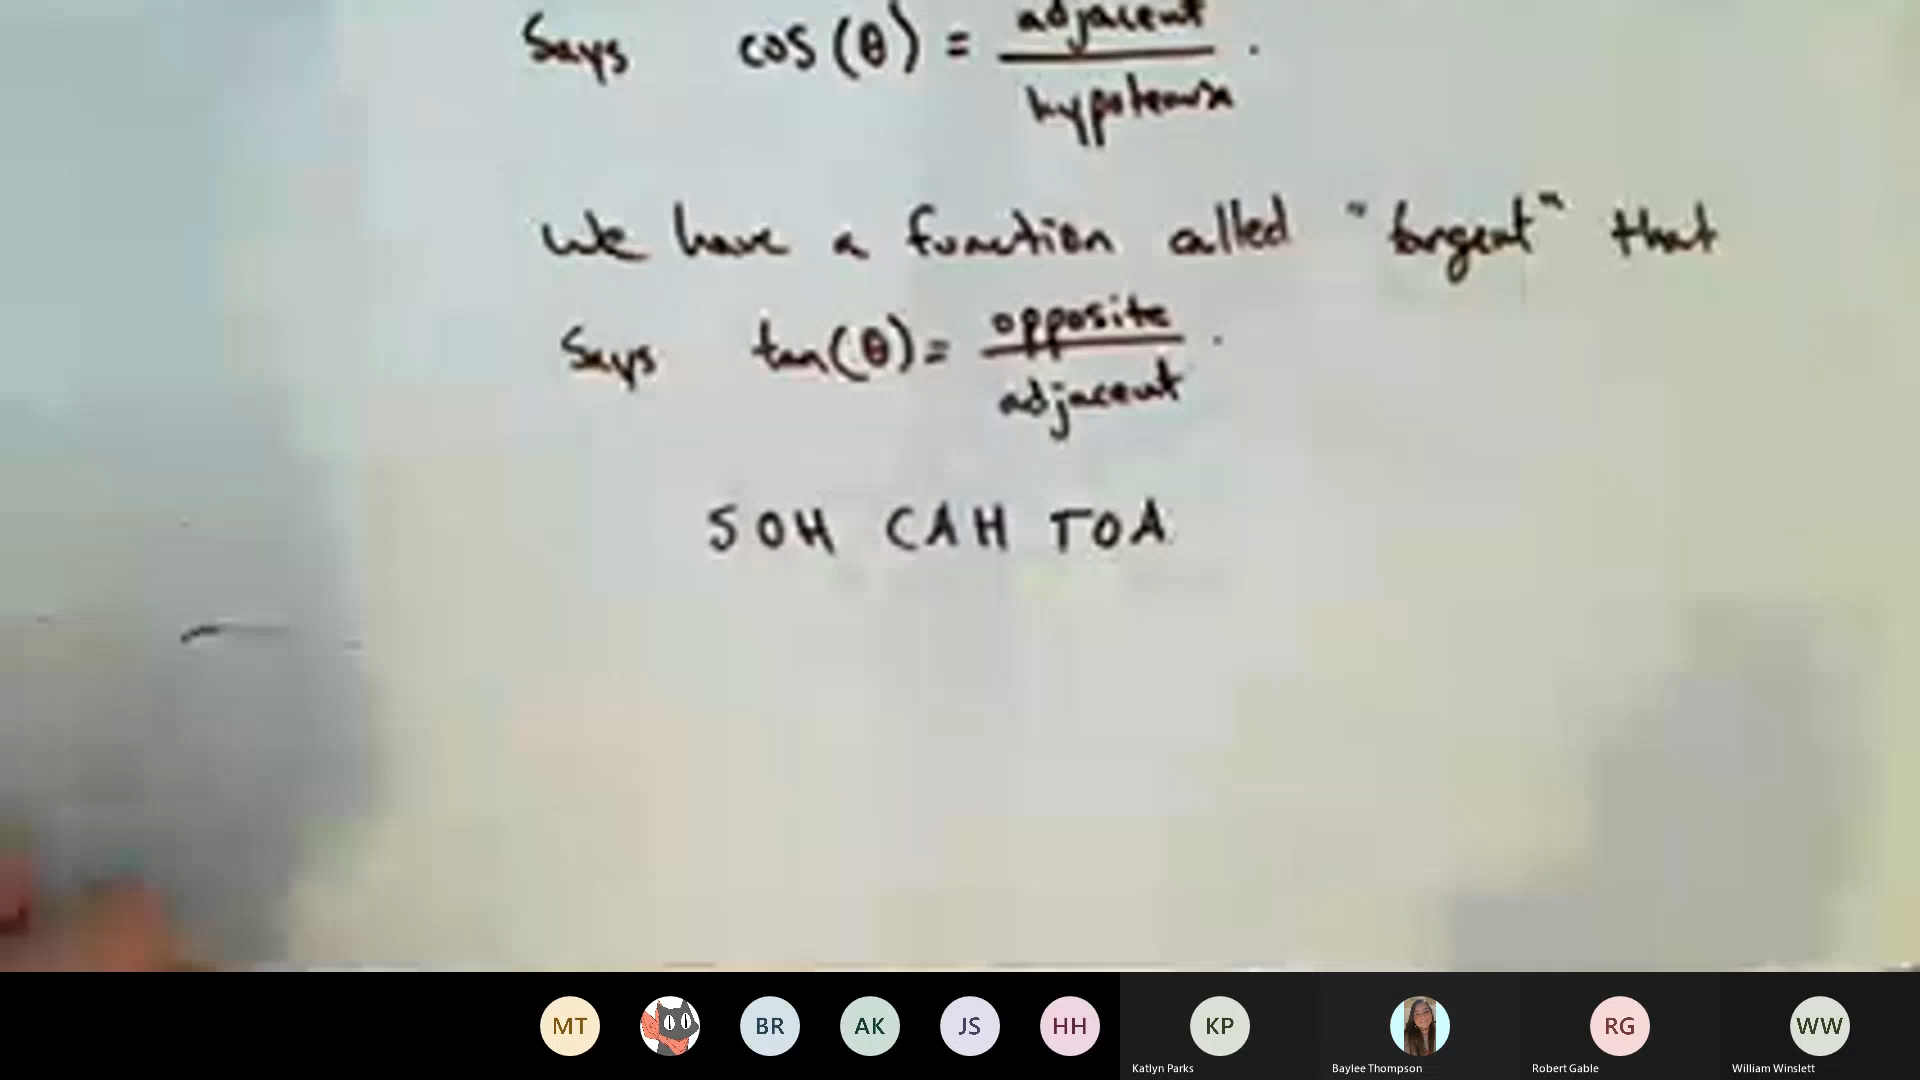 adjacent
Says cos(θ) = ———— .
hypotenuse
We have a function called "tangent" that
opposite
Says tan(θ) = ———— .
adjacent
SOH CAH TOA
MT BR AK JS HH KP RG WW
Katlyn Parks Baylee Thompson Robert Gable William Winslett